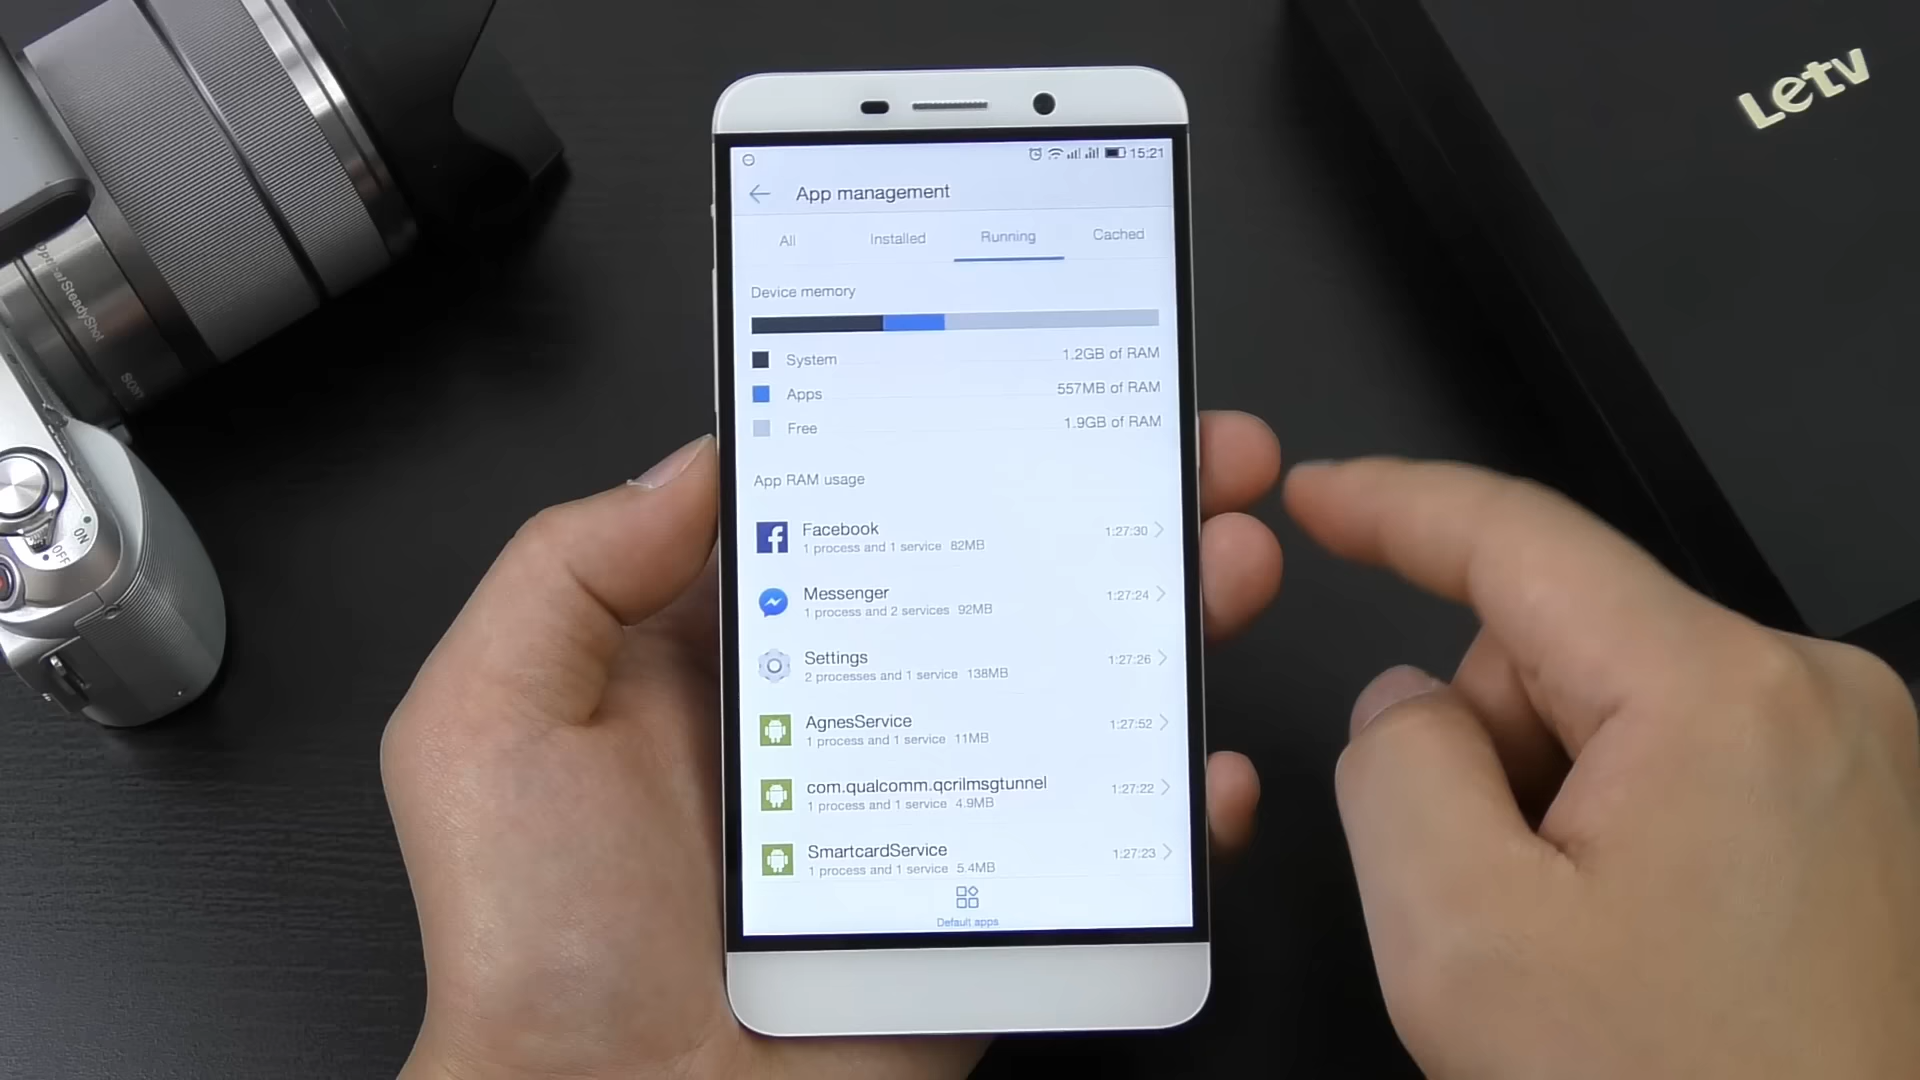 Letv
Optical SteadyShot
SONY
ON
OFF
15:21
App management
All
Installed
Running
Cached
Device memory
System 1.2GB of RAM
Apps 557MB of RAM
Free 1.9GB of RAM
App RAM usage
Facebook
1 process and 1 service 82MB
1:27:30
Messenger
1 process and 2 services 92MB
1:27:24
Settings
2 processes and 1 service 138MB
1:27:26
AgnesService
1 process and 1 service 11MB
1:27:52
com.qualcomm.qcrilmsgtunnel
1 process and 1 service 4.9MB
1:27:22
SmartcardService
1 process and 1 service 5.4MB
1:27:23
Default apps